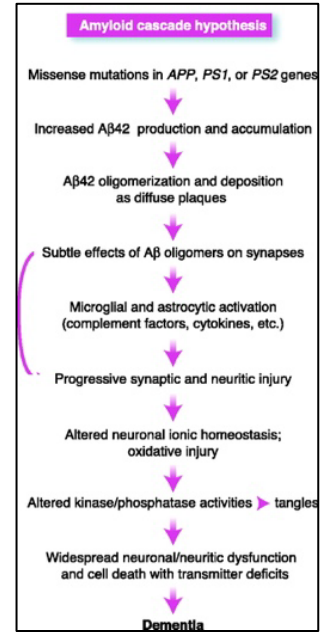 Amyloid cascade hypothesis
Missense mutations in APP, PS1, or PS2 genes
Increased Aβ42 production and accumulation
Aβ42 oligomerization and deposition
as diffuse plaques
Subtle effects of Aβ oligomers on synapses
Microglial and astrocytic activation
(complement factors, cytokines, etc.)
Progressive synaptic and neuritic injury
Altered neuronal ionic homeostasis;
oxidative injury
Altered kinase/phosphatase activities tangles
Widespread neuronal/neuritic dysfunction
and cell death with transmitter deficits
Dementia